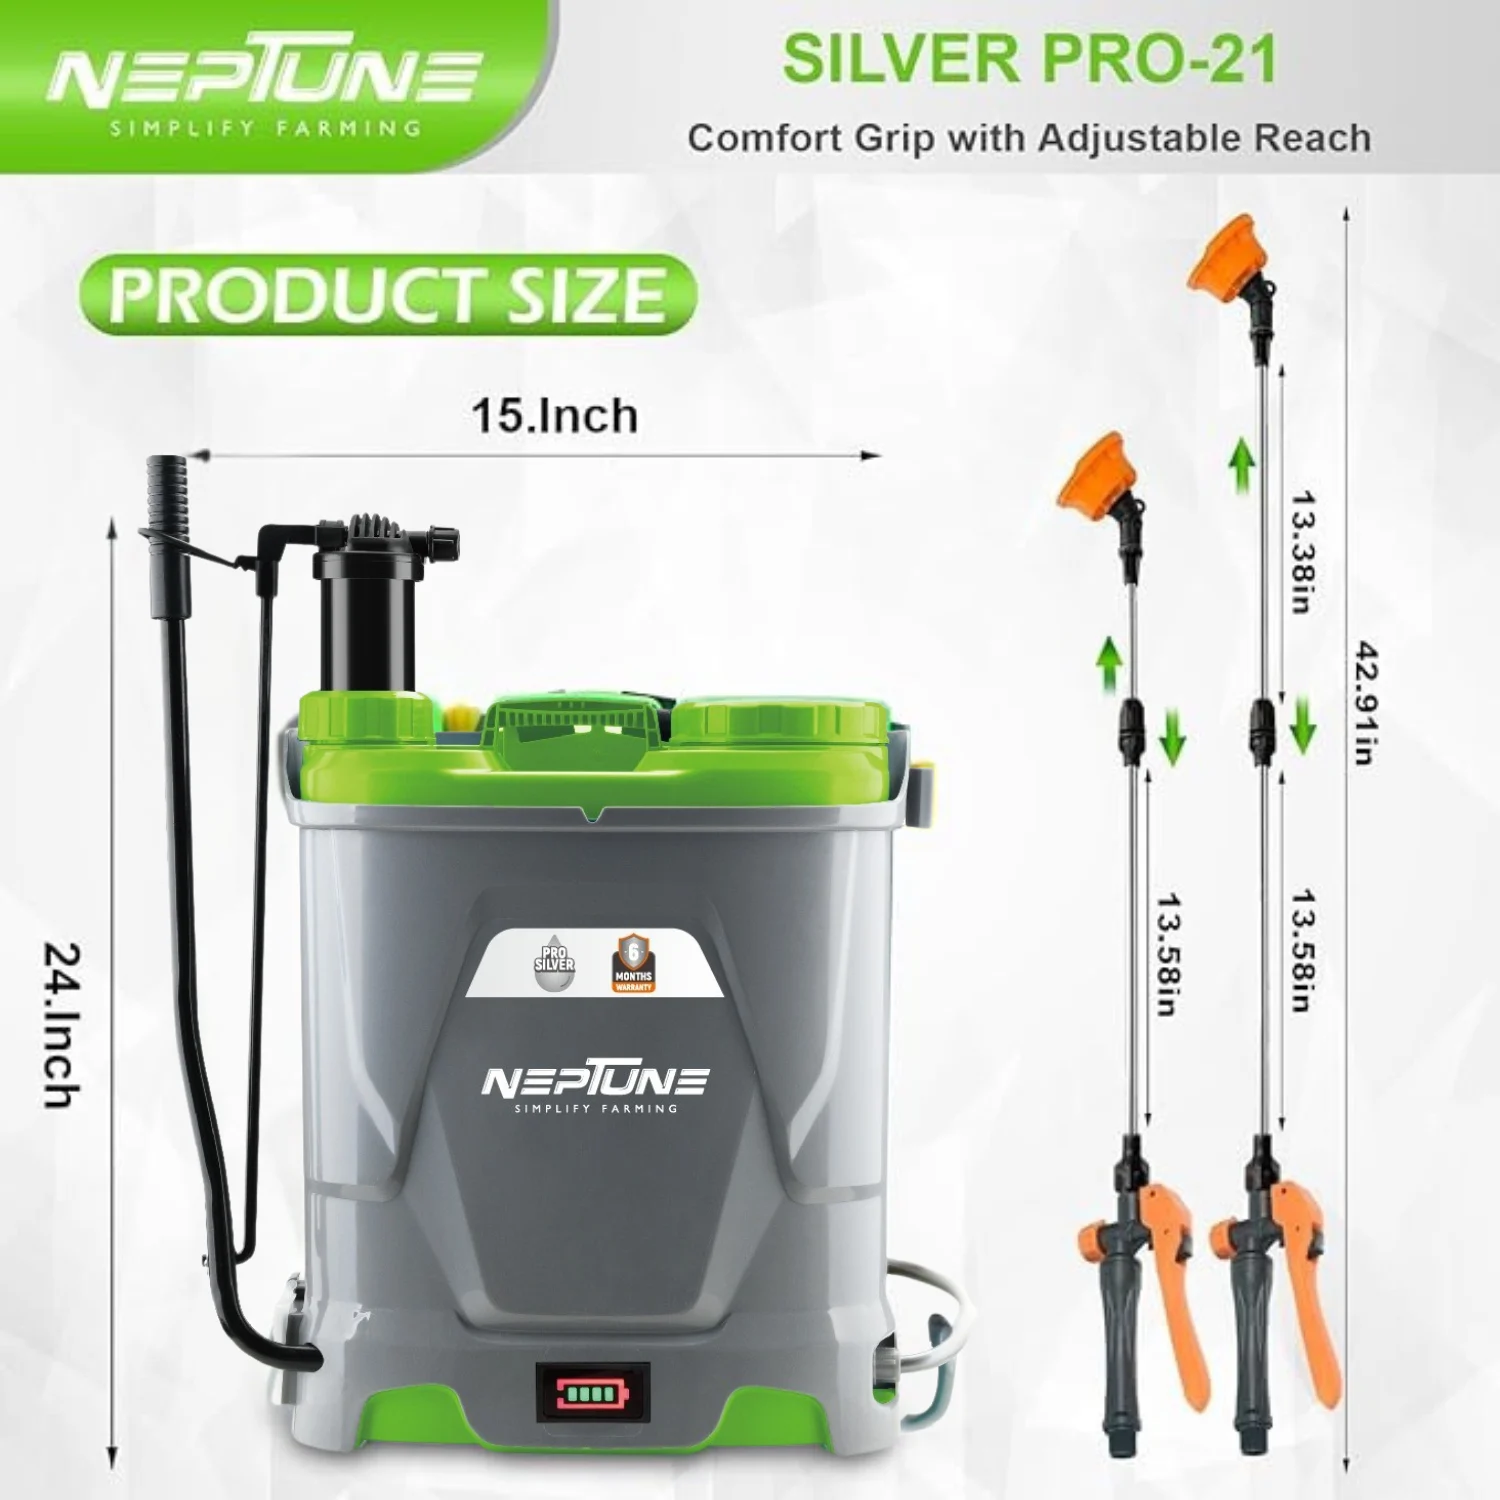 NEPTUNE
SIMPLIFY FARMING
SILVER PRO-21
Comfort Grip with Adjustable Reach
PRODUCT SIZE
15.Inch
24.Inch
13.38in
42.91in
13.58in
13.58in
PRO
SILVER
6
MONTHS
WARRANTY
NEPTUNE
SIMPLIFY FARMING